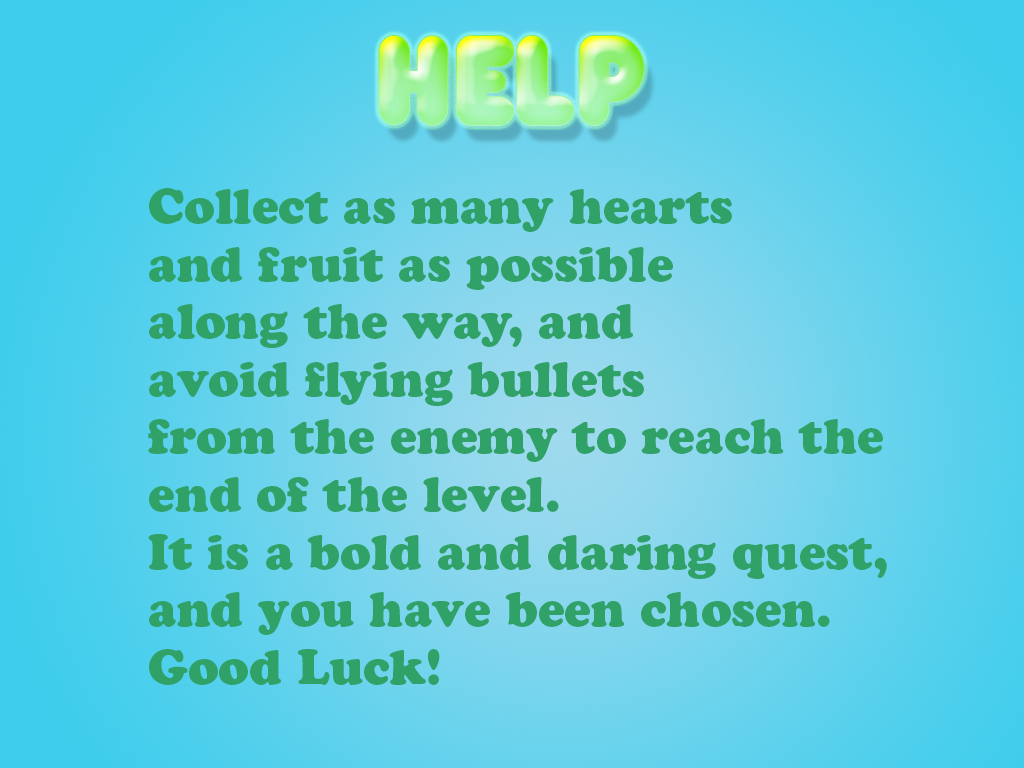 HELP
Collect as many hearts
and fruit as possible
along the way, and
avoid flying bullets
from the enemy to reach the
end of the level.
It is a bold and daring quest,
and you have been chosen.
Good Luck!